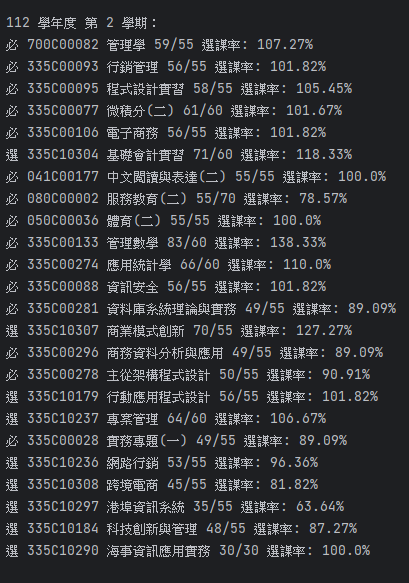 112 學年度 第 2 學期：
必 700C00082 管理學 59/55 選課率: 107.27%
必 335C00093 行銷管理 56/55 選課率: 101.82%
必 335C00095 程式設計實習 58/55 選課率: 105.45%
必 335C00077 微積分(二) 61/60 選課率: 101.67%
必 335C00106 電子商務 56/55 選課率: 101.82%
選 335C10304 基礎會計實習 71/60 選課率: 118.33%
必 041C00177 中文閱讀與表達(二) 55/55 選課率: 100.0%
必 080C00002 服務教育(二) 55/70 選課率: 78.57%
必 050C00036 體育(二) 55/55 選課率: 100.0%
必 335C00133 管理數學 83/60 選課率: 138.33%
必 335C00274 應用統計學 66/60 選課率: 110.0%
必 335C00088 資訊安全 56/55 選課率: 101.82%
必 335C00281 資料庫系統理論與實務 49/55 選課率: 89.09%
選 335C10307 商業模式創新 70/55 選課率: 127.27%
必 335C00296 商務資料分析與應用 49/55 選課率: 89.09%
必 335C00278 主從架構程式設計 50/55 選課率: 90.91%
選 335C10179 行動應用程式設計 56/55 選課率: 101.82%
選 335C10237 專案管理 64/60 選課率: 106.67%
必 335C00028 實務專題(一) 49/55 選課率: 89.09%
選 335C10236 網路行銷 53/55 選課率: 96.36%
選 335C10308 跨境電商 45/55 選課率: 81.82%
選 335C10297 港埠資訊系統 35/55 選課率: 63.64%
選 335C10184 科技創新與管理 48/55 選課率: 87.27%
選 335C10290 海事資訊應用實務 30/30 選課率: 100.0%